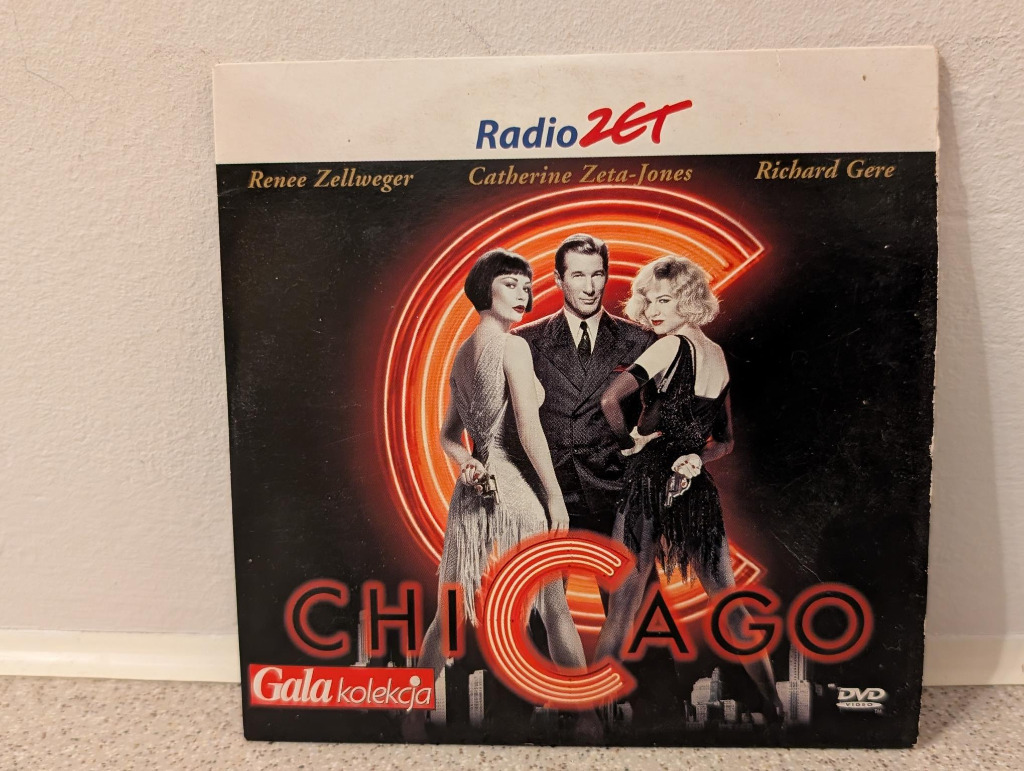 Radio ZET
Renee Zellweger Catherine Zeta-Jones Richard Gere
CHICAGO
Gala kolekcja
DVD
VIDEO